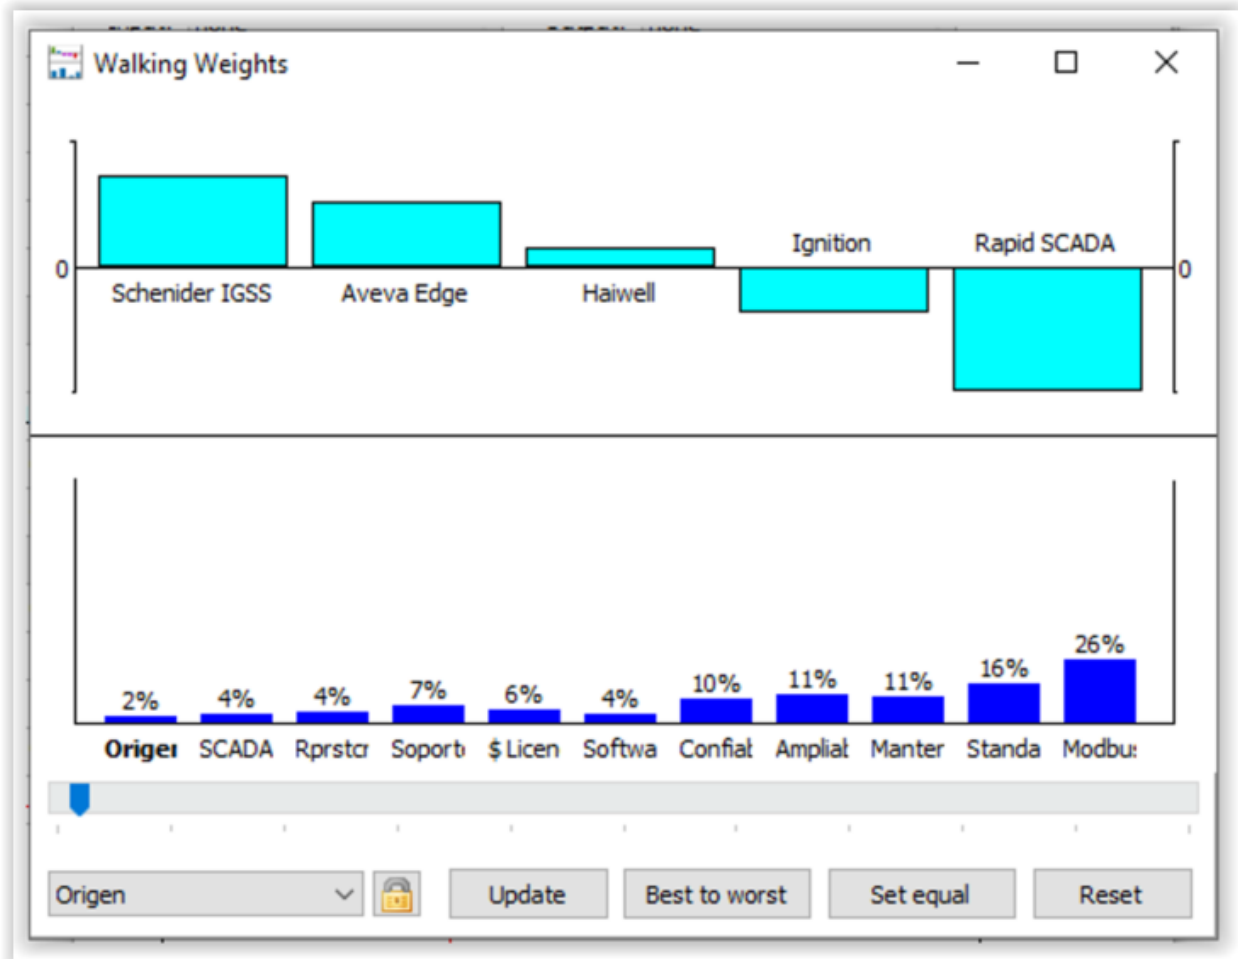 Walking Weights
Ignition Rapid SCADA
0 0
Schenider IGSS Aveva Edge Haiwell
26%
2% 4% 4% 7% 6% 4% 10% 11% 11% 16%
Origer SCADA Rprstcr Soport $ Licen Softwa Confial Amplial Manter Standa Modbu
Origen Update Best to worst Set equal Reset